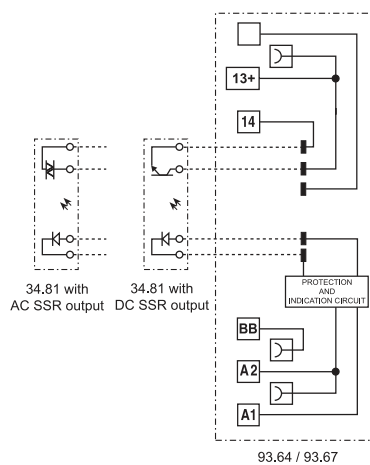 13+
14
PROTECTION
AND
INDICATION CIRCUIT
34.81 with
AC SSR output
34.81 with
DC SSR output
BB
A2
A1
93.64 / 93.67